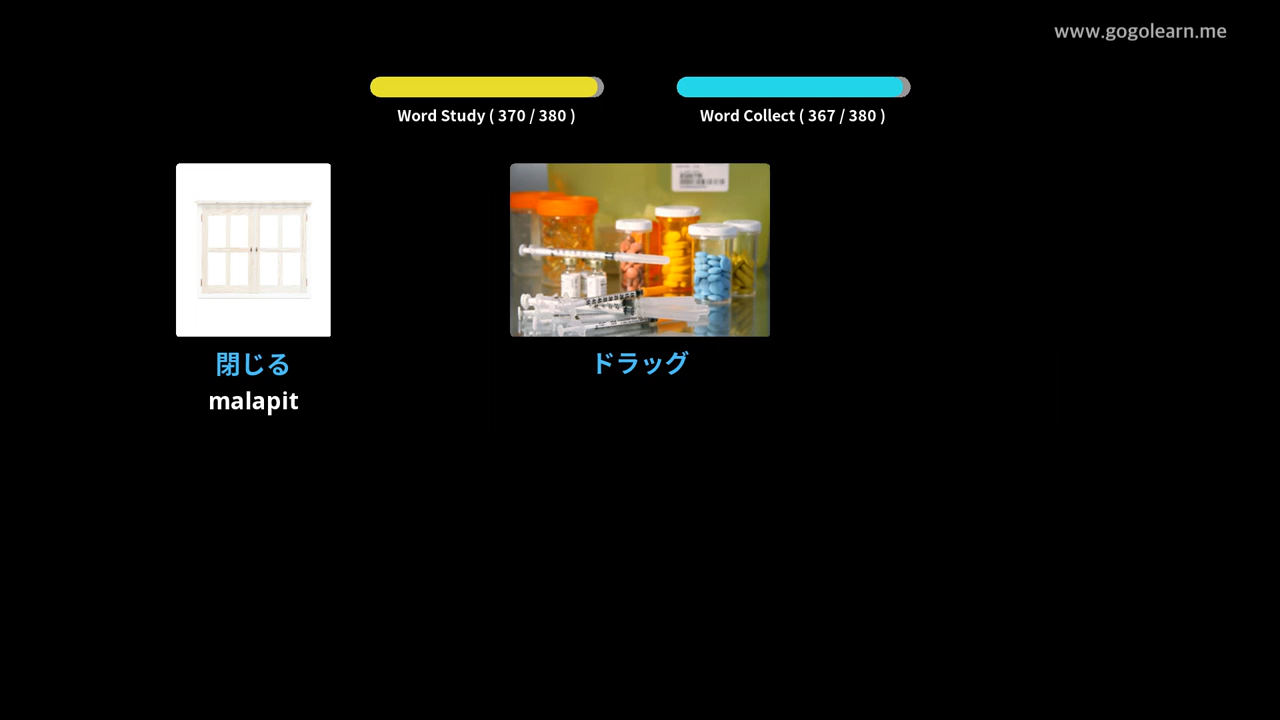 www.gogolearn.me
Word Study ( 370 / 380 )
Word Collect ( 367 / 380 )
閉じる
malapit
ドラッグ